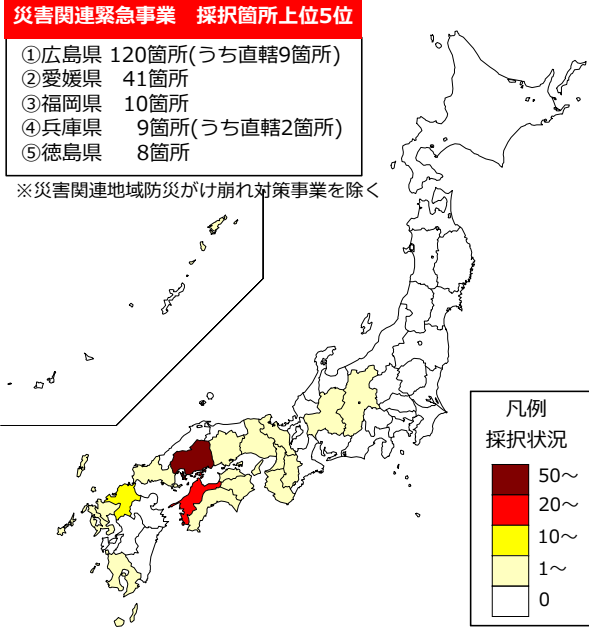 災害関連緊急事業　採択箇所上位5位
①広島県 120箇所(うち直轄9箇所)
②愛媛県　41箇所
③福岡県　10箇所
④兵庫県　 9箇所(うち直轄2箇所)
⑤徳島県　 8箇所
※災害関連地域防災がけ崩れ対策事業を除く
凡例
採択状況
50～
20～
10～
1～
0